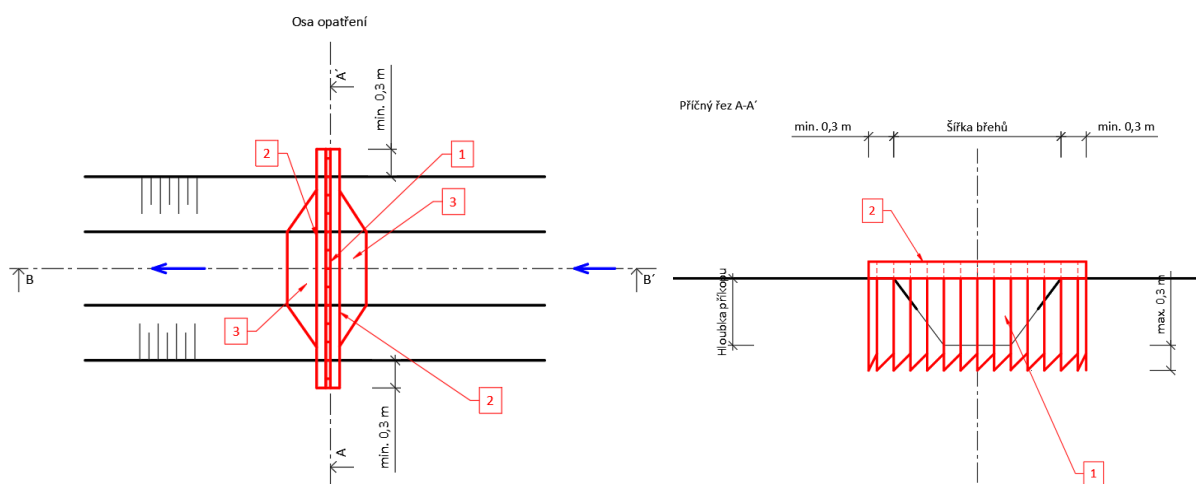 Osa opatření
A´
min. 0,3 m
2
1
3
B
B´
3
2
min. 0,3 m
A
Příčný řez A-A´
min. 0,3 m
Šířka břehů
min. 0,3 m
2
Hloubka příkopu
max. 0,3 m
1